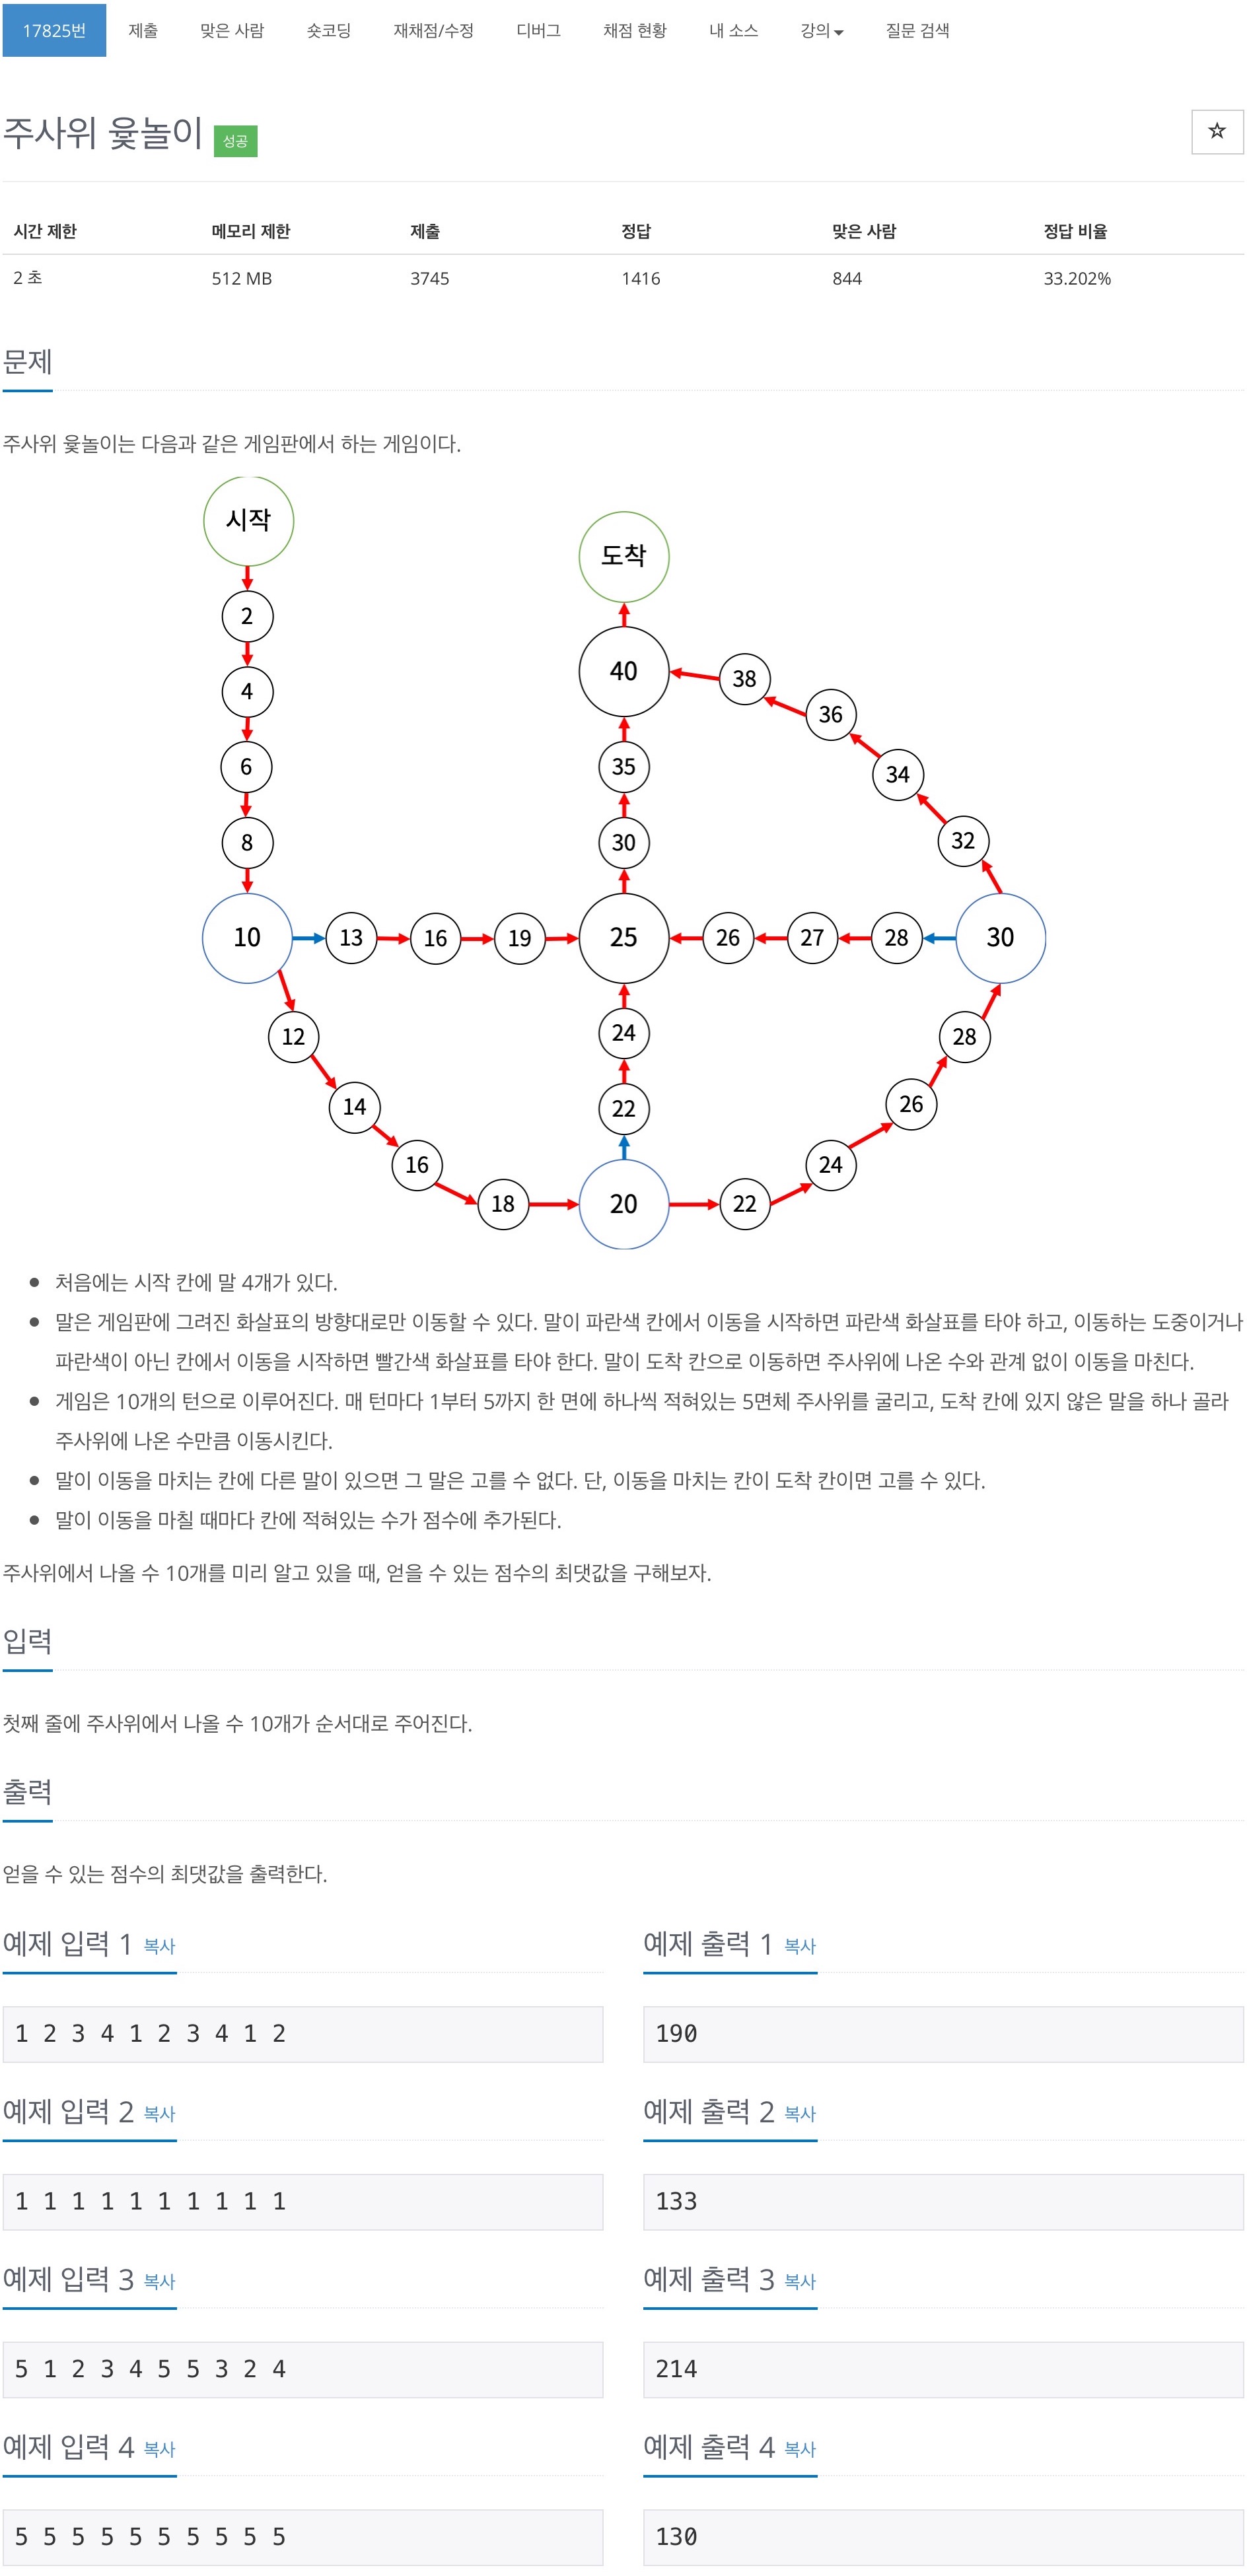 17825번 제출 맞은 사람 숏코딩 재채점/수정 디버그 채점 현황 내 소스 강의 질문 검색
주사위 윷놀이 성공
시간 제한 메모리 제한 제출 정답 맞은 사람 정답 비율
2 초 512 MB 3745 1416 844 33.202%
문제
주사위 윷놀이는 다음과 같은 게임판에서 하는 게임이다.
시작
도착
2
40
38
4
36
6
35
34
8
30
32
10 13 16 19 25 26 27 28 30
12
24
28
14
22
26
16
24
18
20
22
처음에는 시작 칸에 말 4개가 있다.
말은 게임판에 그려진 화살표의 방향대로만 이동할 수 있다. 말이 파란색 칸에서 이동을 시작하면 파란색 화살표를 타야 하고, 이동하는 도중이거나
파란색이 아닌 칸에서 이동을 시작하면 빨간색 화살표를 타야 한다. 말이 도착 칸으로 이동하면 주사위에 나온 수와 관계 없이 이동을 마친다.
게임은 10개의 턴으로 이루어진다. 매 턴마다 1부터 5까지 한 면에 하나씩 적혀있는 5면체 주사위를 굴리고, 도착 칸에 있지 않은 말을 하나 골라
주사위에 나온 수만큼 이동시킨다.
말이 이동을 마치는 칸에 다른 말이 있으면 그 말은 고를 수 없다. 단, 이동을 마치는 칸이 도착 칸이면 고를 수 있다.
말이 이동을 마칠 때마다 칸에 적혀있는 수가 점수에 추가된다.
주사위에서 나올 수 10개를 미리 알고 있을 때, 얻을 수 있는 점수의 최댓값을 구해보자.
입력
첫째 줄에 주사위에서 나올 수 10개가 순서대로 주어진다.
출력
얻을 수 있는 점수의 최댓값을 출력한다.
예제 입력 1 복사
1 2 3 4 1 2 3 4 1 2
예제 출력 1 복사
190
예제 입력 2 복사
1 1 1 1 1 1 1 1 1 1
예제 출력 2 복사
133
예제 입력 3 복사
5 1 2 3 4 5 5 3 2 4
예제 출력 3 복사
214
예제 입력 4 복사
5 5 5 5 5 5 5 5 5 5
예제 출력 4 복사
130